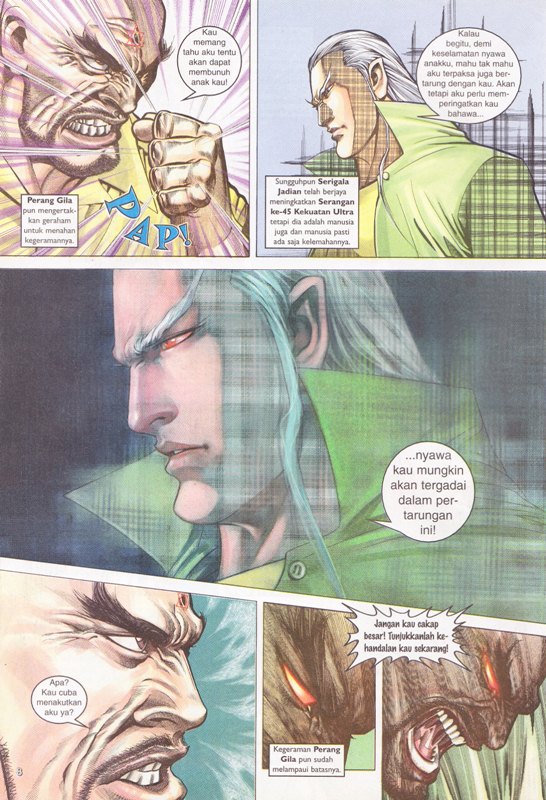 Kau
memang
tahu aku tentu
akan dapat
membunuh
anak kau!
Perang Gila
pun mengertak-
kan geraham
untuk menahan
kegeramannya.
PAP!
Kalau
begitu, demi
keselamatan nyawa
anakku, mahu tak mahu
aku terpaksa juga ber-
tarung dengan kau. Akan
tetapi aku perlu mem-
peringatkan kau
bahawa...
Sungguhpun Serigala
Jadian telah berjaya
meningkatkan Serangan
ke-45 Kekuatan Ultra
tetapi dia adalah manusia
juga dan manusia pasti
ada saja kelemahannya.
...nyawa
kau mungkin
akan tergadai
dalam per-
tarungan
ini!
Apa?
Kau cuba
menakutkan
aku ya?
Jangan kau cakap
besar! Tunjukkanlah ke-
handalan kau sekarang!
Kegeraman Perang
Gila pun sudah
melampaui batasnya.
8